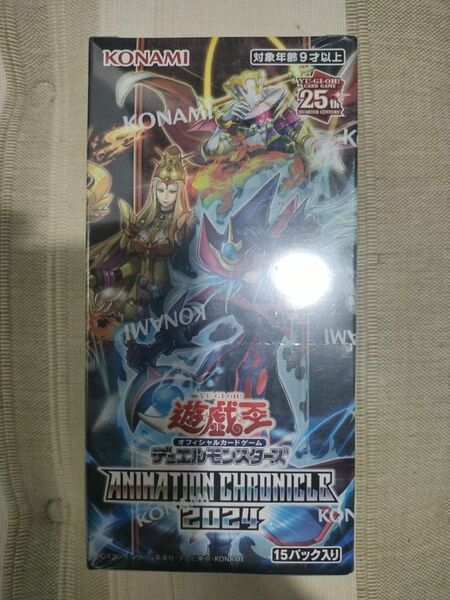 KONAMI
対象年齢9才以上
YU-GI-OH!
CARD GAME
25th
QUARTER CENTURY
KONAMI
KONAMI
KONAMI
YU-GI-OH!
遊戯王
オフィシャルカードゲーム
デュエルモンスターズ
ANIMATION CHRONICLE
2024
15パック入り
KONAMI